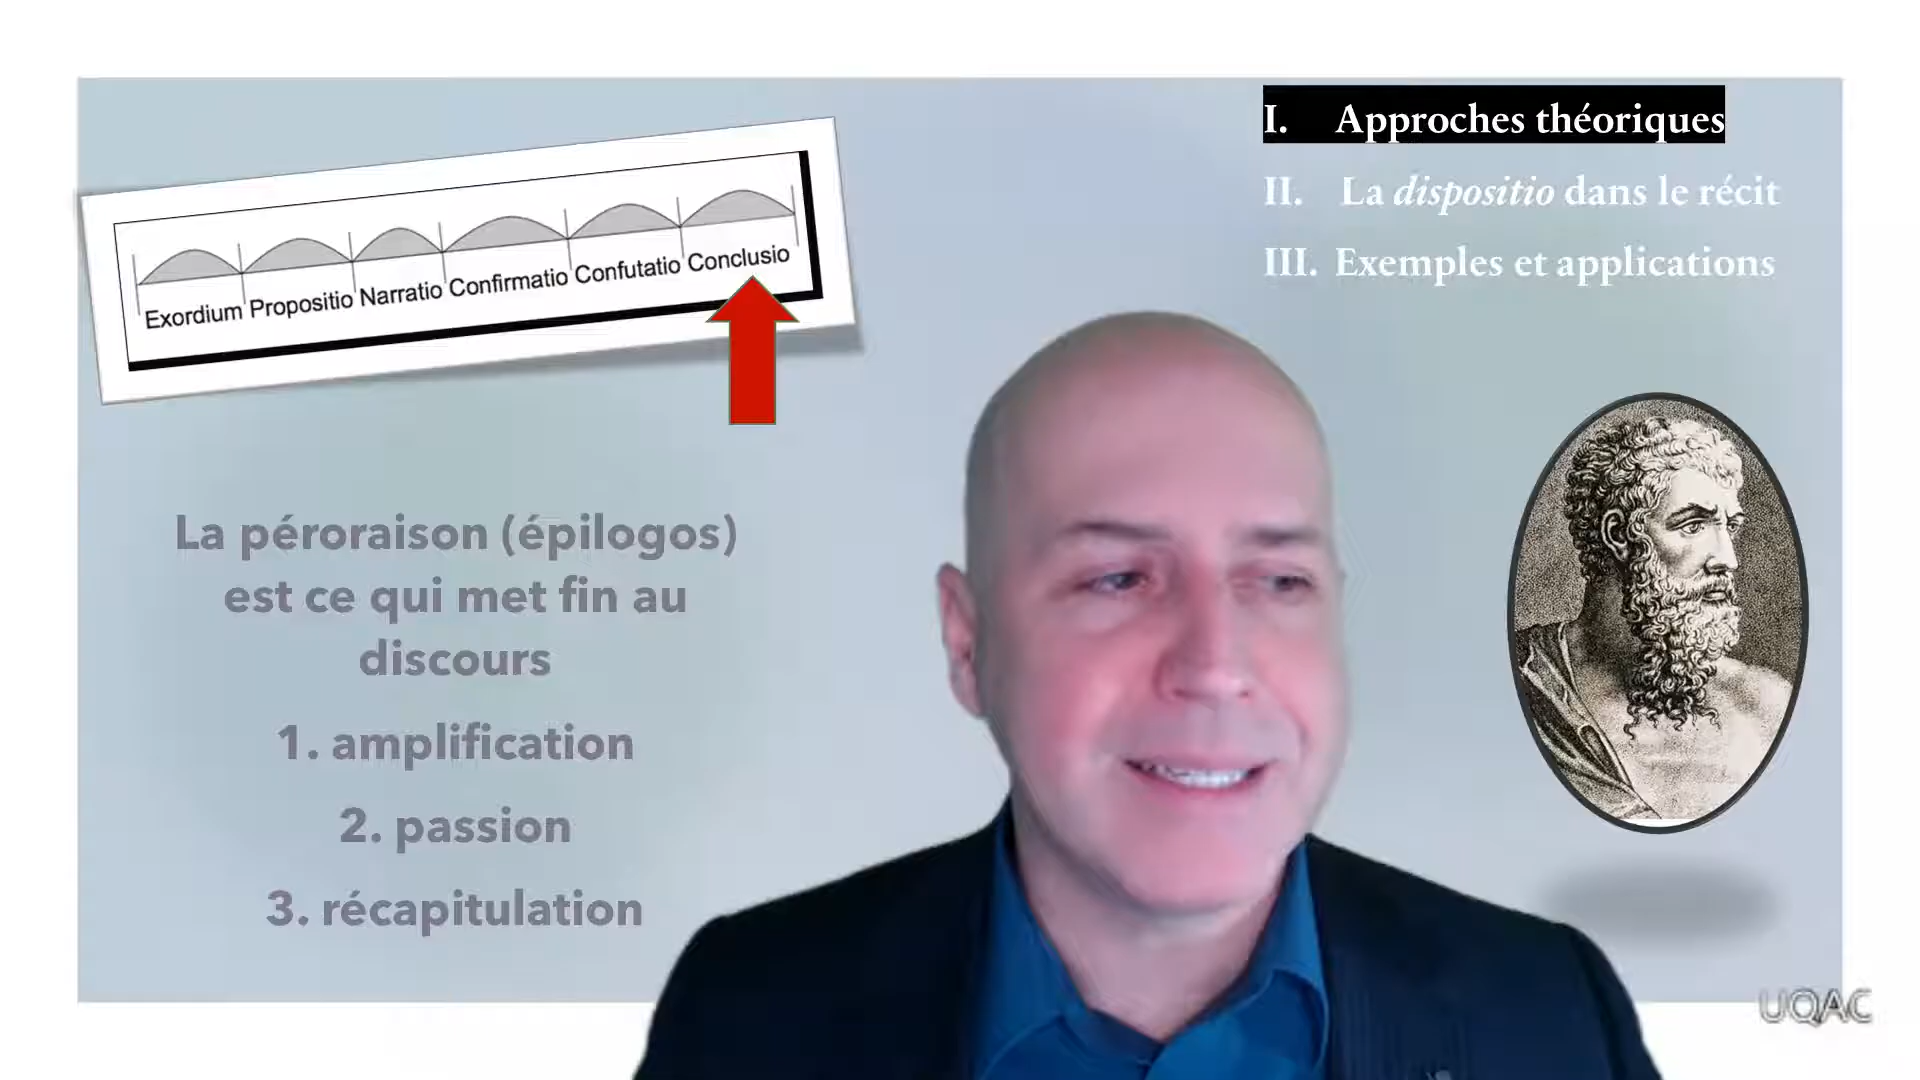 I. Approches théoriques
II. La dispositio dans le récit
III. Exemples et applications
Exordium Propositio Narratio Confirmatio Confutatio Conclusio
La péroraison (épilogos)
est ce qui met fin au
discours
1. amplification
2. passion
3. récapitulation
UQAC